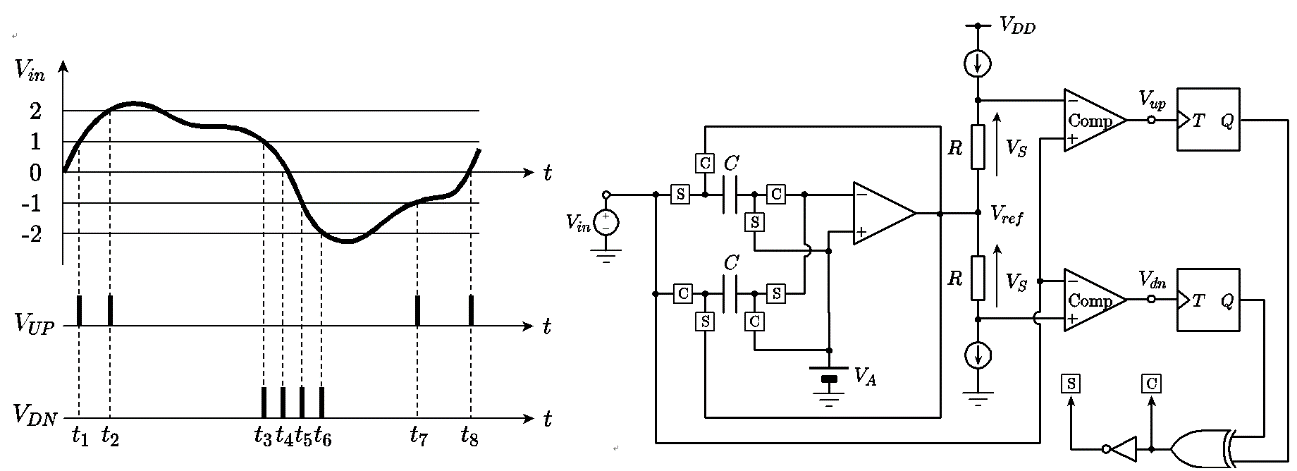 V_in
2
1
0
-1
-2
t
V_UP
t
V_DN
t
t_1 t_2 t_3 t_4 t_5 t_6 t_7 t_8
V_DD
V_in
+
−
S
C
C
C
S
−
+
C
S
C
S
C
V_A
R
V_S
V_ref
R
V_S
−
Comp
+
V_up
T Q
−
Comp
+
V_dn
T Q
S
C